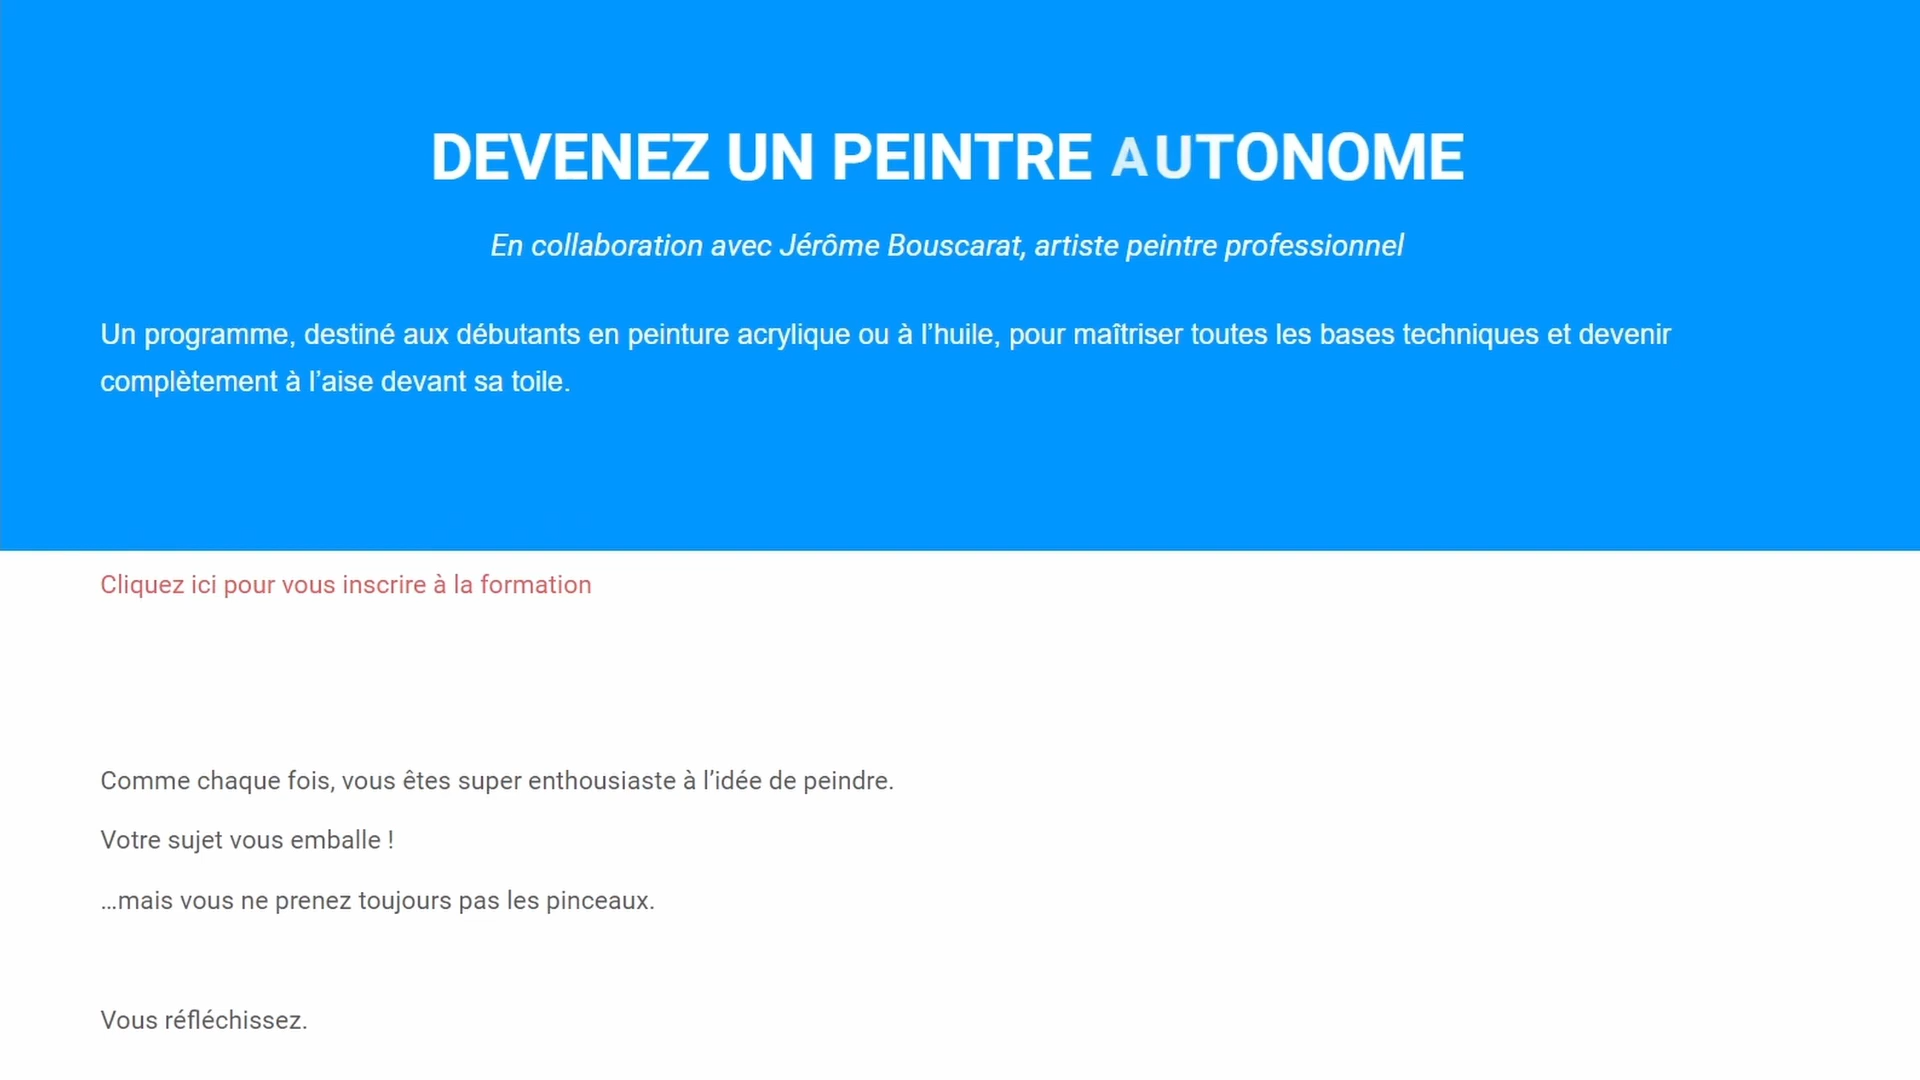 DEVENEZ UN PEINTRE AUTONOME
En collaboration avec Jérôme Bouscarat, artiste peintre professionnel
Un programme, destiné aux débutants en peinture acrylique ou à l’huile, pour maîtriser toutes les bases techniques et devenir
complètement à l’aise devant sa toile.
Cliquez ici pour vous inscrire à la formation
Comme chaque fois, vous êtes super enthousiaste à l’idée de peindre.
Votre sujet vous emballe !
…mais vous ne prenez toujours pas les pinceaux.
Vous réfléchissez.